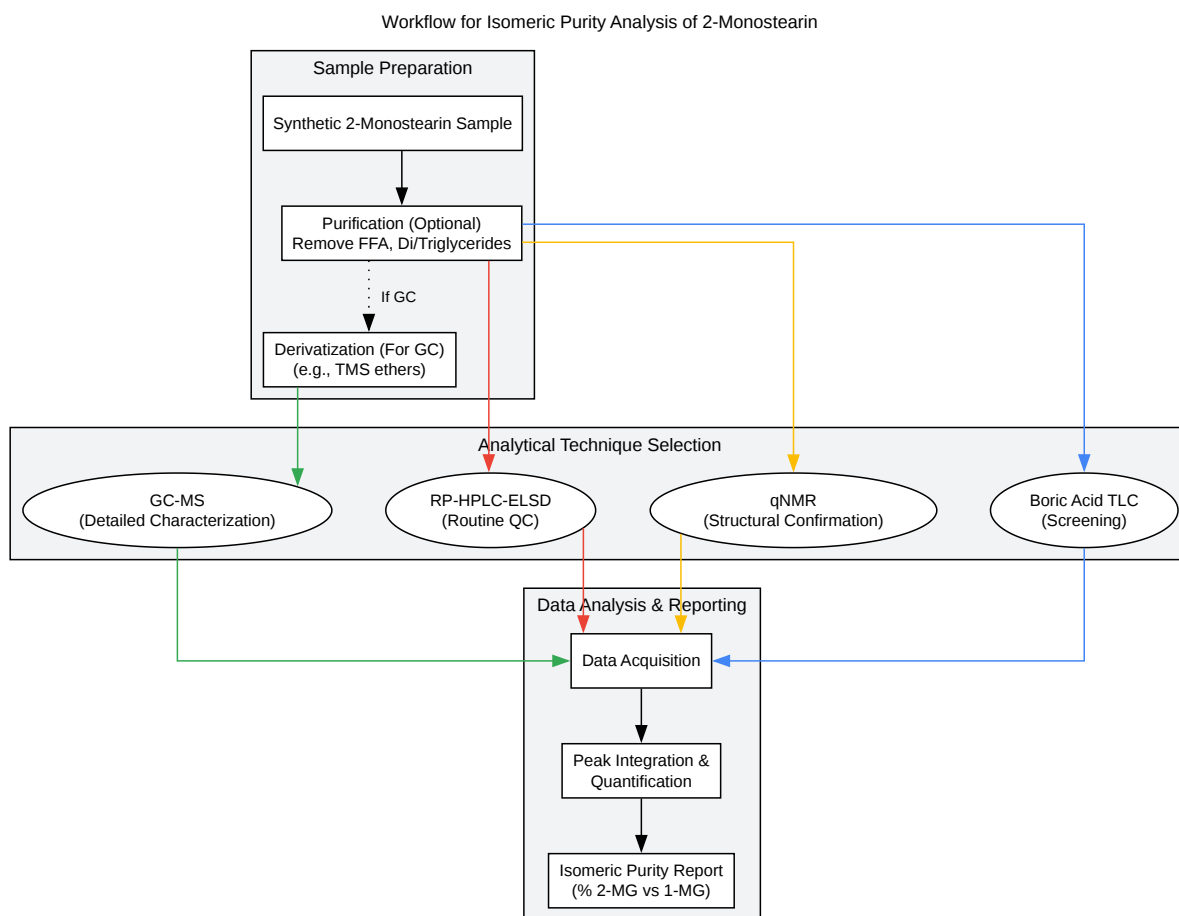 Workflow for Isomeric Purity Analysis of 2-Monostearin
Sample Preparation
Synthetic 2-Monostearin Sample
Purification (Optional)
Remove FFA, Di/Triglycerides
If GC
Derivatization (For GC)
(e.g., TMS ethers)
Analytical Technique Selection
GC-MS
(Detailed Characterization)
RP-HPLC-ELSD
(Routine QC)
qNMR
(Structural Confirmation)
Boric Acid TLC
(Screening)
Data Analysis & Reporting
Data Acquisition
Peak Integration &
Quantification
Isomeric Purity Report
(% 2-MG vs 1-MG)